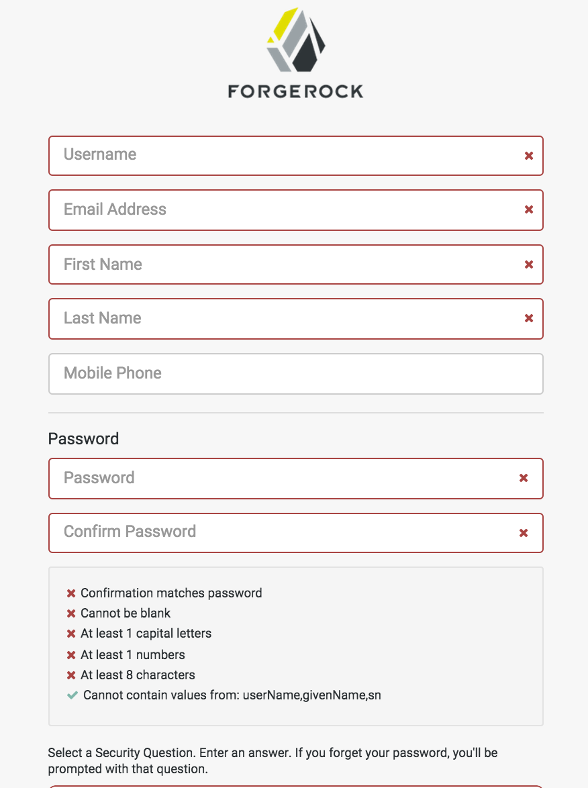 FORGEROCK
Username
Email Address
First Name
Last Name
Mobile Phone
Password
Password
Confirm Password
Confirmation matches password
Cannot be blank
At least 1 capital letters
At least 1 numbers
At least 8 characters
Cannot contain values from: userName,givenName,sn
Select a Security Question. Enter an answer. If you forget your password, you'll be
prompted with that question.